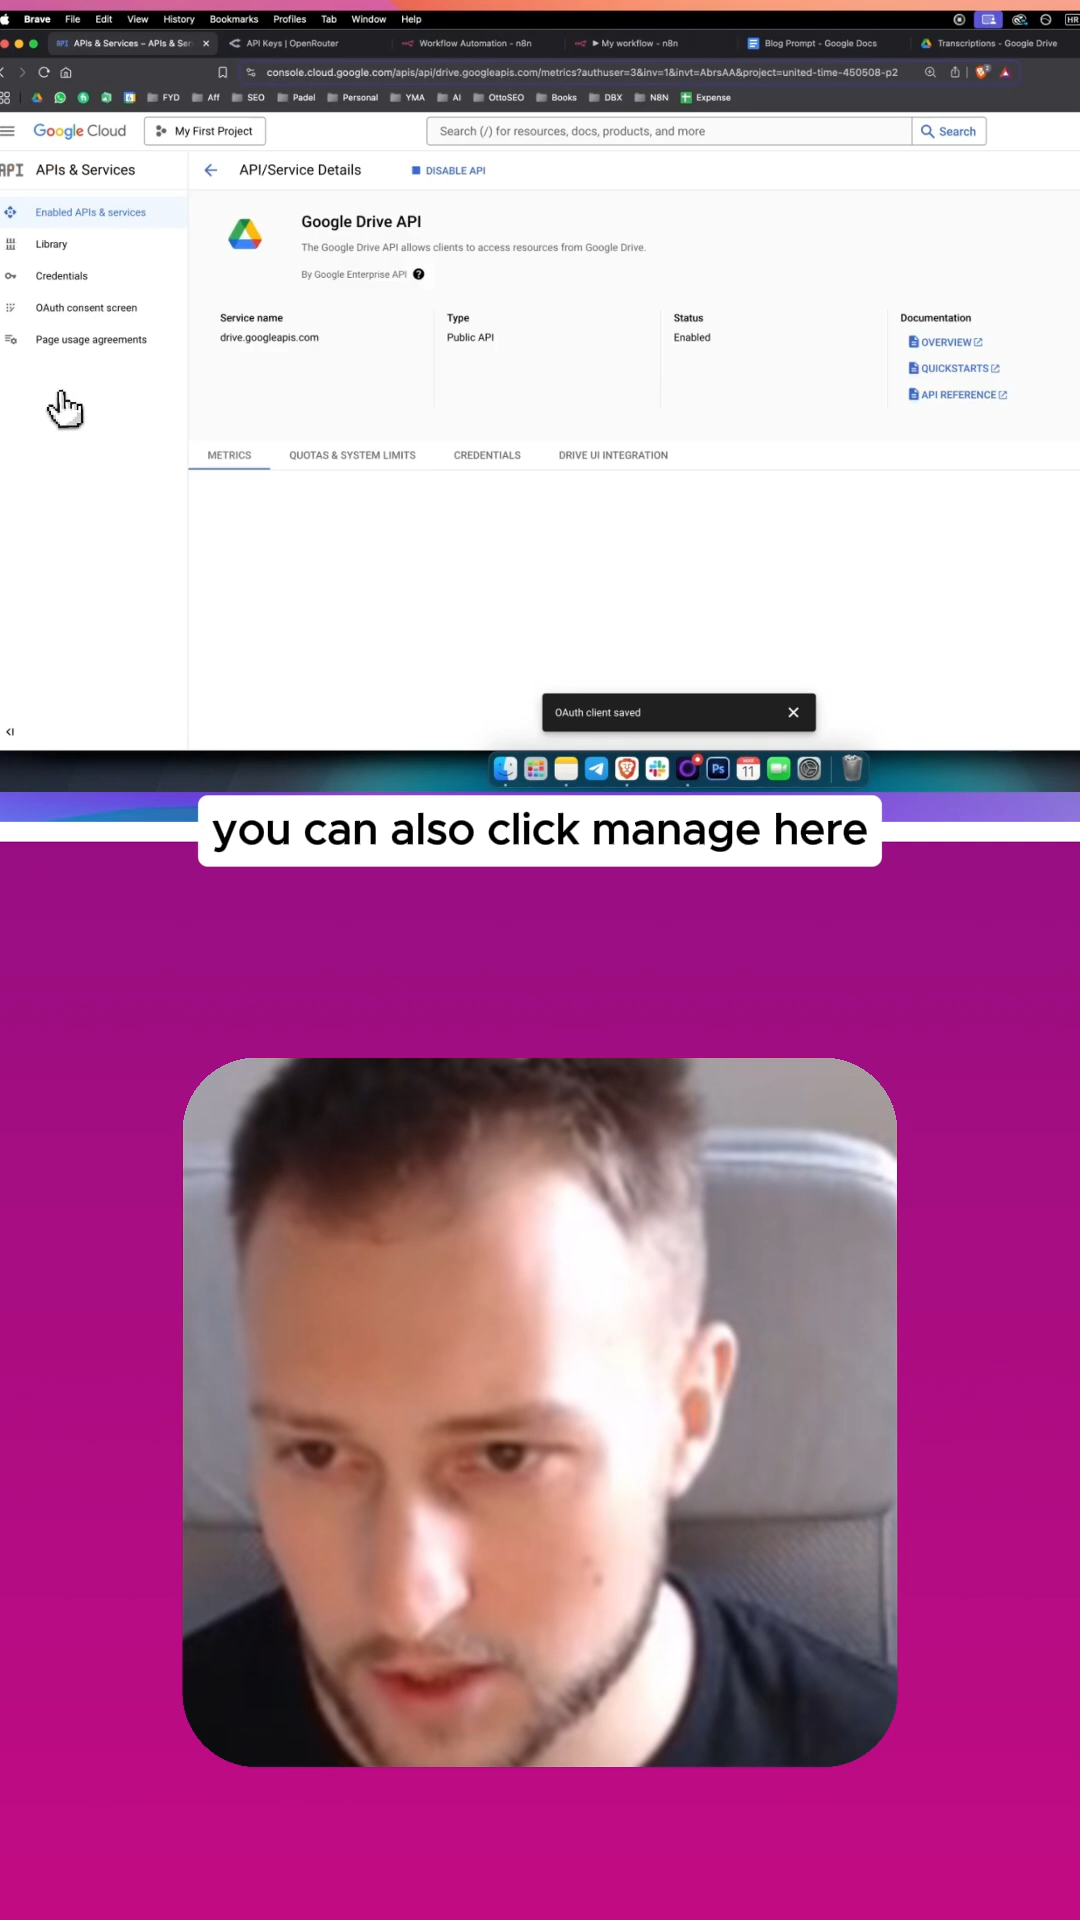 Brave File Edit View History Bookmarks Profiles Tab Window Help
API APIs & Services – APIs & Ser API Keys | OpenRouter Workflow Automation - n8n My workflow - n8n Blog Prompt - Google Docs Transcriptions - Google Drive
console.cloud.google.com/apis/api/drive.googleapis.com/metrics?authuser=3&inv=1&invt=AbrsAA&project=united-time-450508-p2
FYD Aff SEO Padel Personal YMA AI OttoSEO Books DBX N8N Expense
Google Cloud My First Project Search (/) for resources, docs, products, and more Search
API APIs & Services API/Service Details DISABLE API
Enabled APIs & services
Library
Credentials
OAuth consent screen
Page usage agreements
Google Drive API
The Google Drive API allows clients to access resources from Google Drive.
By Google Enterprise API
Service name Type Status Documentation
drive.googleapis.com Public API Enabled
OVERVIEW
QUICKSTARTS
API REFERENCE
METRICS QUOTAS & SYSTEM LIMITS CREDENTIALS DRIVE UI INTEGRATION
OAuth client saved
Ps 11
you can also click manage here